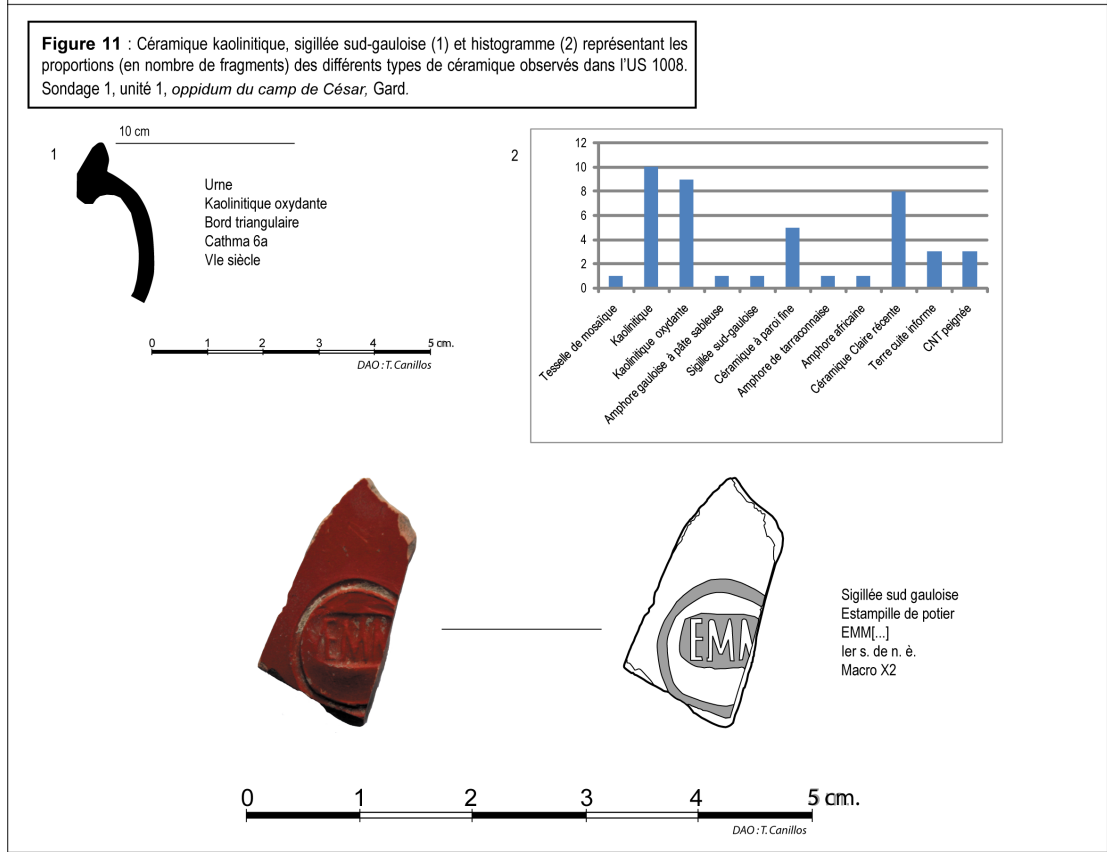 Figure 11 : Céramique kaolinitique, sigillée sud-gauloise (1) et histogramme (2) représentant les
proportions (en nombre de fragments) des différents types de céramique observés dans l'US 1008.
Sondage 1, unité 1, oppidum du camp de César, Gard.
1
10 cm
Urne
Kaolinitique oxydante
Bord triangulaire
Cathma 6a
VIe siècle
0 1 2 3 4 5 cm.
DAO : T. Canillos
2
12
10
8
6
4
2
0
Tesselle de mosaïque
Kaolinitique
Kaolinitique oxydante
Amphore gauloise à pâte sableuse
Sigillée sud-gauloise
Céramique à paroi fine
Amphore de tarraconnaise
Amphore africaine
Céramique Claire récente
Terre cuite informe
CNT peignée
EMM
EMM
Sigillée sud gauloise
Estampille de potier
EMM[...]
Ier s. de n. è.
Macro X2
0 1 2 3 4 5 cm.
DAO : T. Canillos